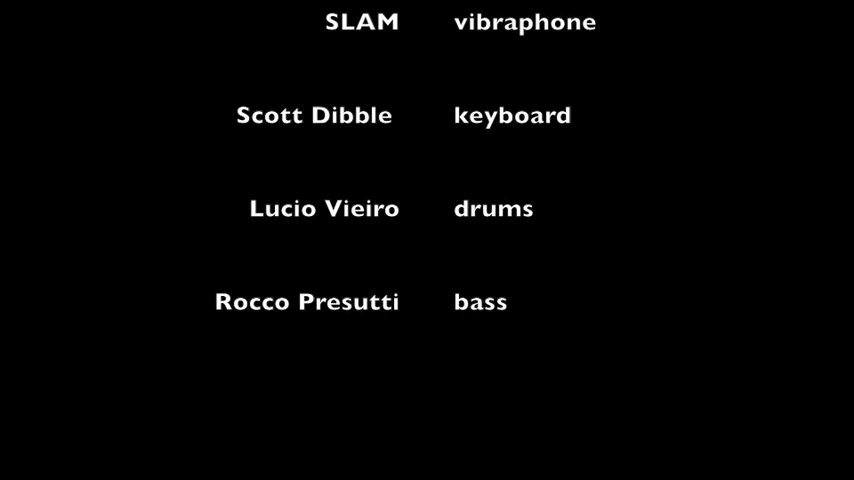 SLAM vibraphone
Scott Dibble keyboard
Lucio Vieiro drums
Rocco Presutti bass